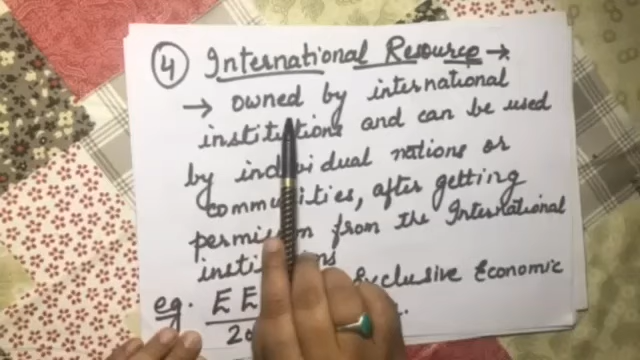 ④ International Resource →
→ owned by international
institutions and can be used
by individual nations or
communities, after getting
permission from the International
eg. E E Exclusive Economic